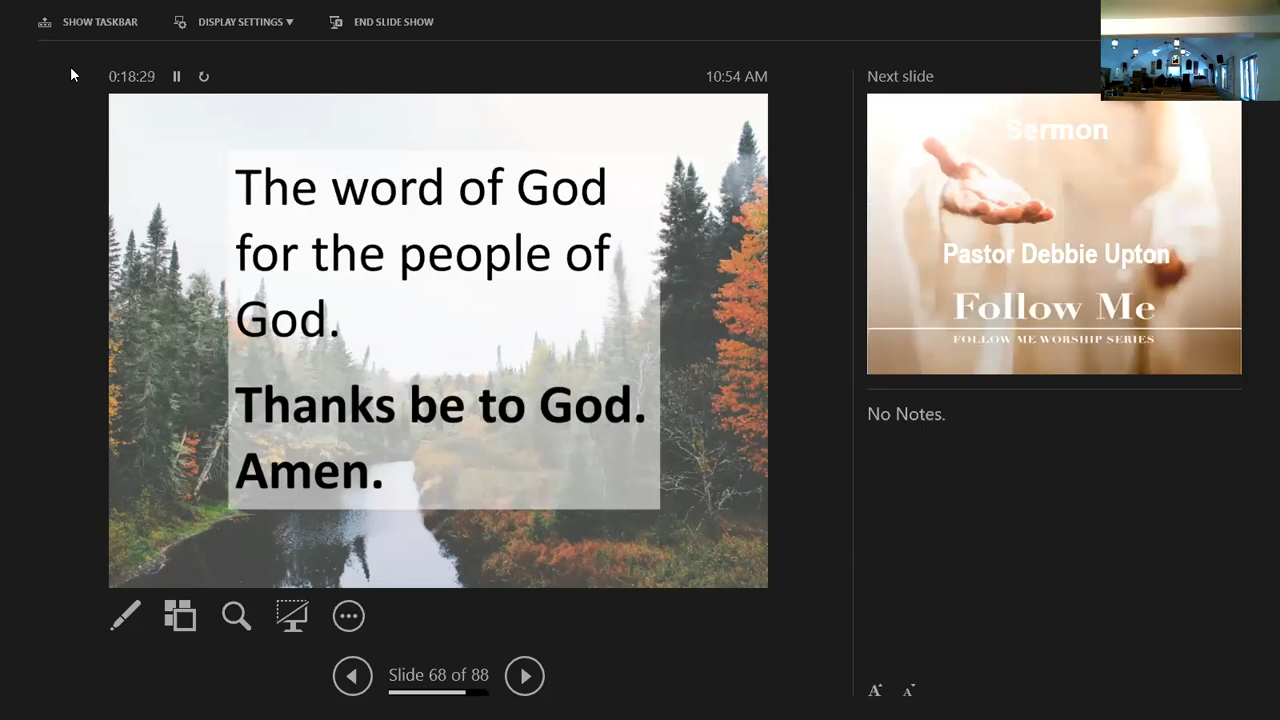 SHOW TASKBAR
DISPLAY SETTINGS ▼
END SLIDE SHOW
0:18:29
10:54 AM
The word of God
for the people of
God.
Thanks be to God.
Amen.
Slide 68 of 88
Next slide
Sermon
Pastor Debbie Upton
Follow Me
FOLLOW ME WORSHIP SERIES
No Notes.
A A